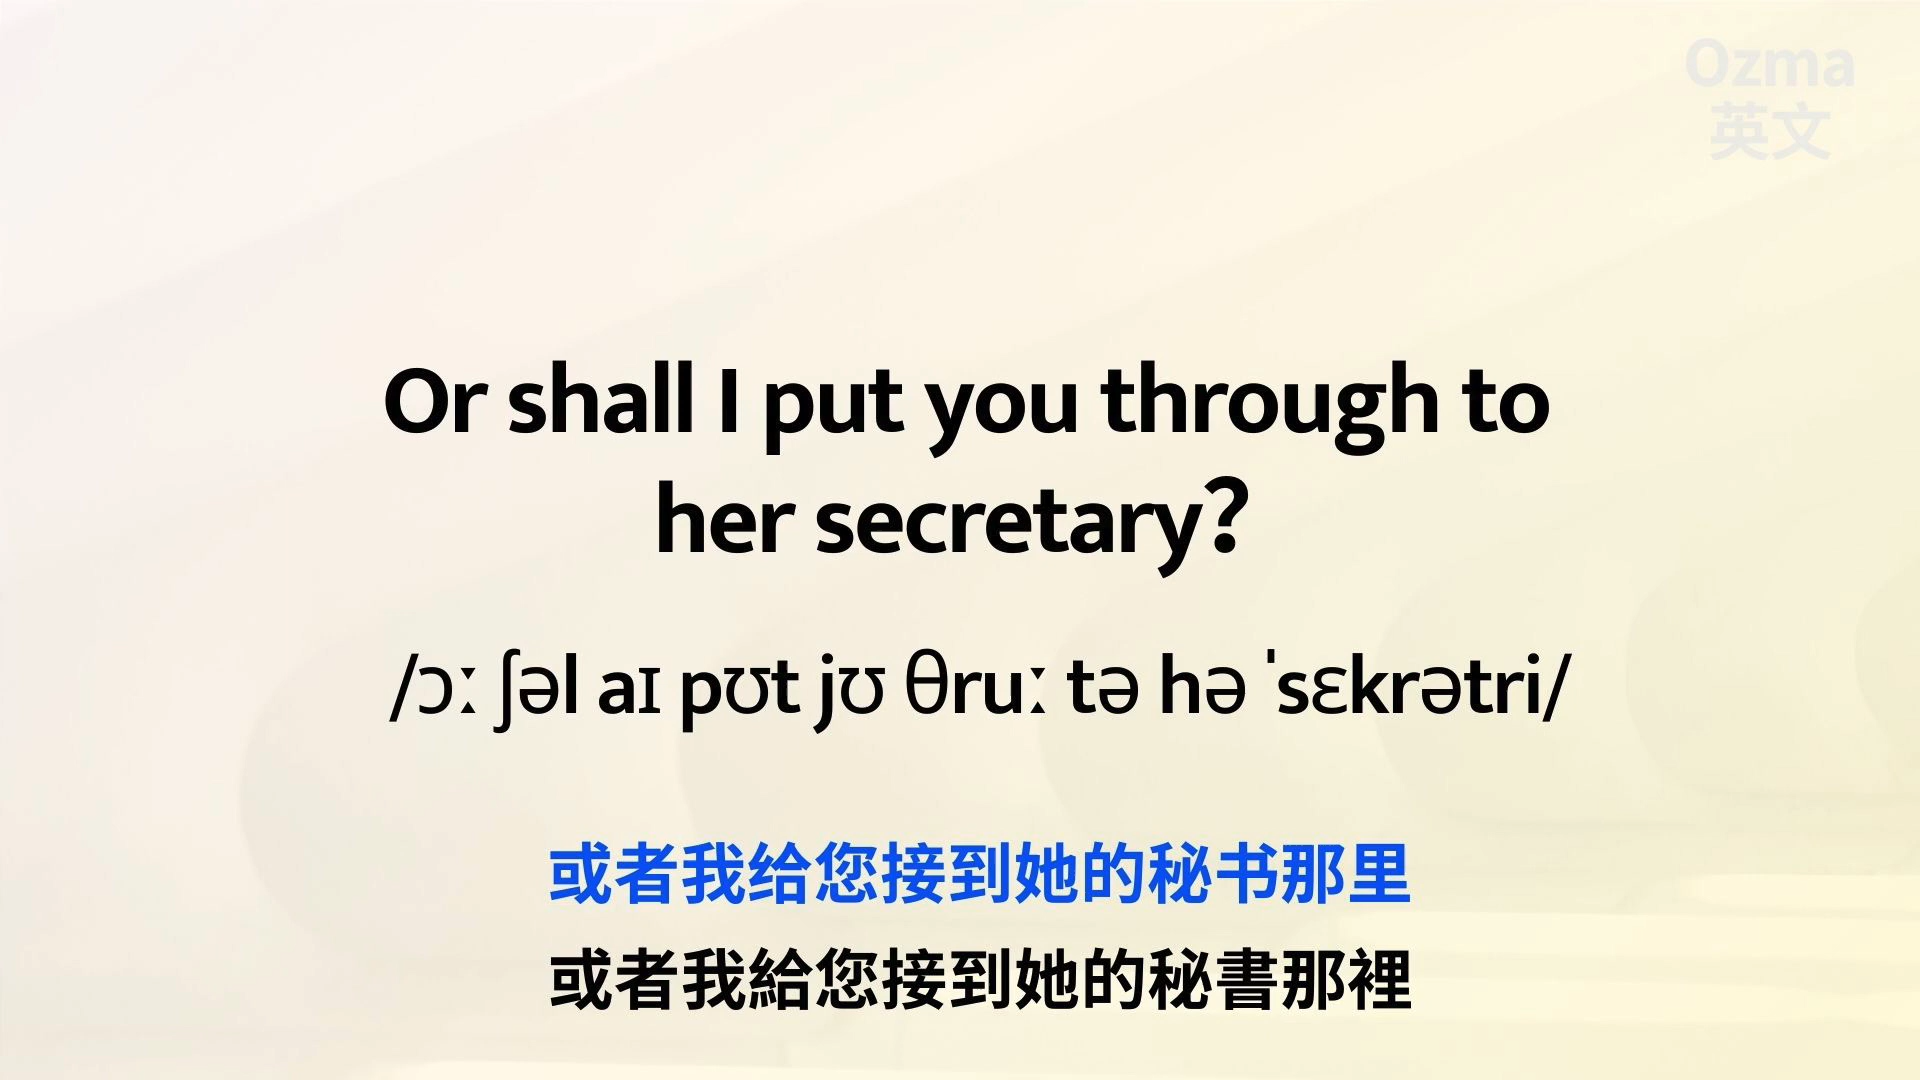 Ozma
英文
Or shall I put you through to
her secretary?
/ɔː ʃəl aɪ pʊt jʊ θruː tə hə ˈsɛkrətri/
或者我给您接到她的秘书那里
或者我給您接到她的秘書那裡